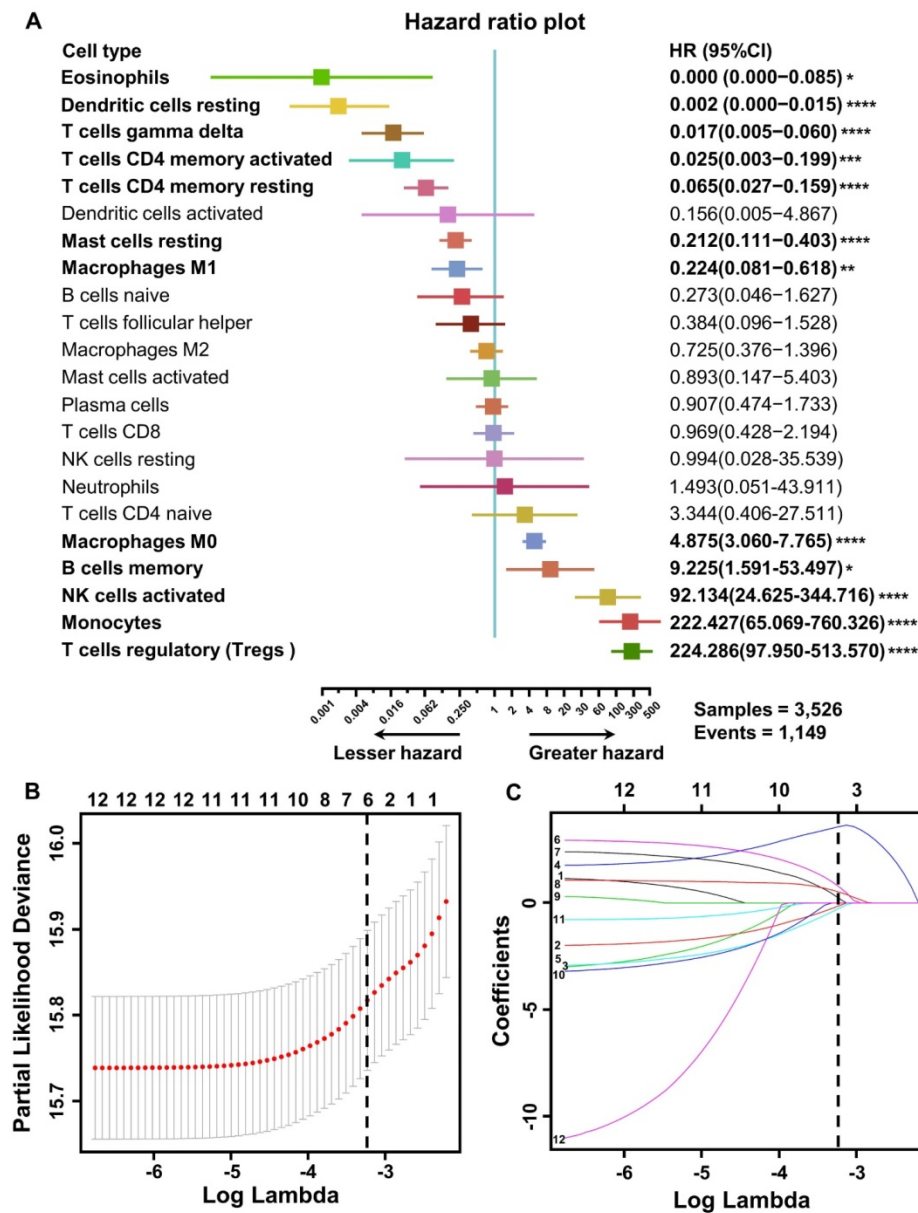 A
Hazard ratio plot
Cell type HR (95%CI)
Eosinophils 0.000 (0.000−0.085) *
Dendritic cells resting 0.002 (0.000−0.015) ****
T cells gamma delta 0.017(0.005−0.060) ****
T cells CD4 memory activated 0.025(0.003−0.199) ***
T cells CD4 memory resting 0.065(0.027−0.159) ****
Dendritic cells activated 0.156(0.005−4.867)
Mast cells resting 0.212(0.111−0.403) ****
Macrophages M1 0.224(0.081−0.618) **
B cells naive 0.273(0.046−1.627)
T cells follicular helper 0.384(0.096−1.528)
Macrophages M2 0.725(0.376−1.396)
Mast cells activated 0.893(0.147−5.403)
Plasma cells 0.907(0.474−1.733)
T cells CD8 0.969(0.428−2.194)
NK cells resting 0.994(0.028-35.539)
Neutrophils 1.493(0.051-43.911)
T cells CD4 naive 3.344(0.406-27.511)
Macrophages M0 4.875(3.060-7.765) ****
B cells memory 9.225(1.591-53.497) *
NK cells activated 92.134(24.625-344.716) ****
Monocytes 222.427(65.069-760.326) ****
T cells regulatory (Tregs ) 224.286(97.950-513.570) ****
0.001 0.004 0.016 0.062 0.250 1 2 4 8 20 30 60 100 300 500
Lesser hazard Greater hazard
Samples = 3,526
Events = 1,149
B
12 12 12 12 11 11 11 10 8 7 6 2 1 1
Partial Likelihood Deviance
16.0
15.9
15.8
15.7
-6 -5 -4 -3
Log Lambda
C
12 11 10 3
Coefficients
0
-5
-10
6
7
4
1
8
9
11
2
5
3
10
12
-6 -5 -4 -3
Log Lambda